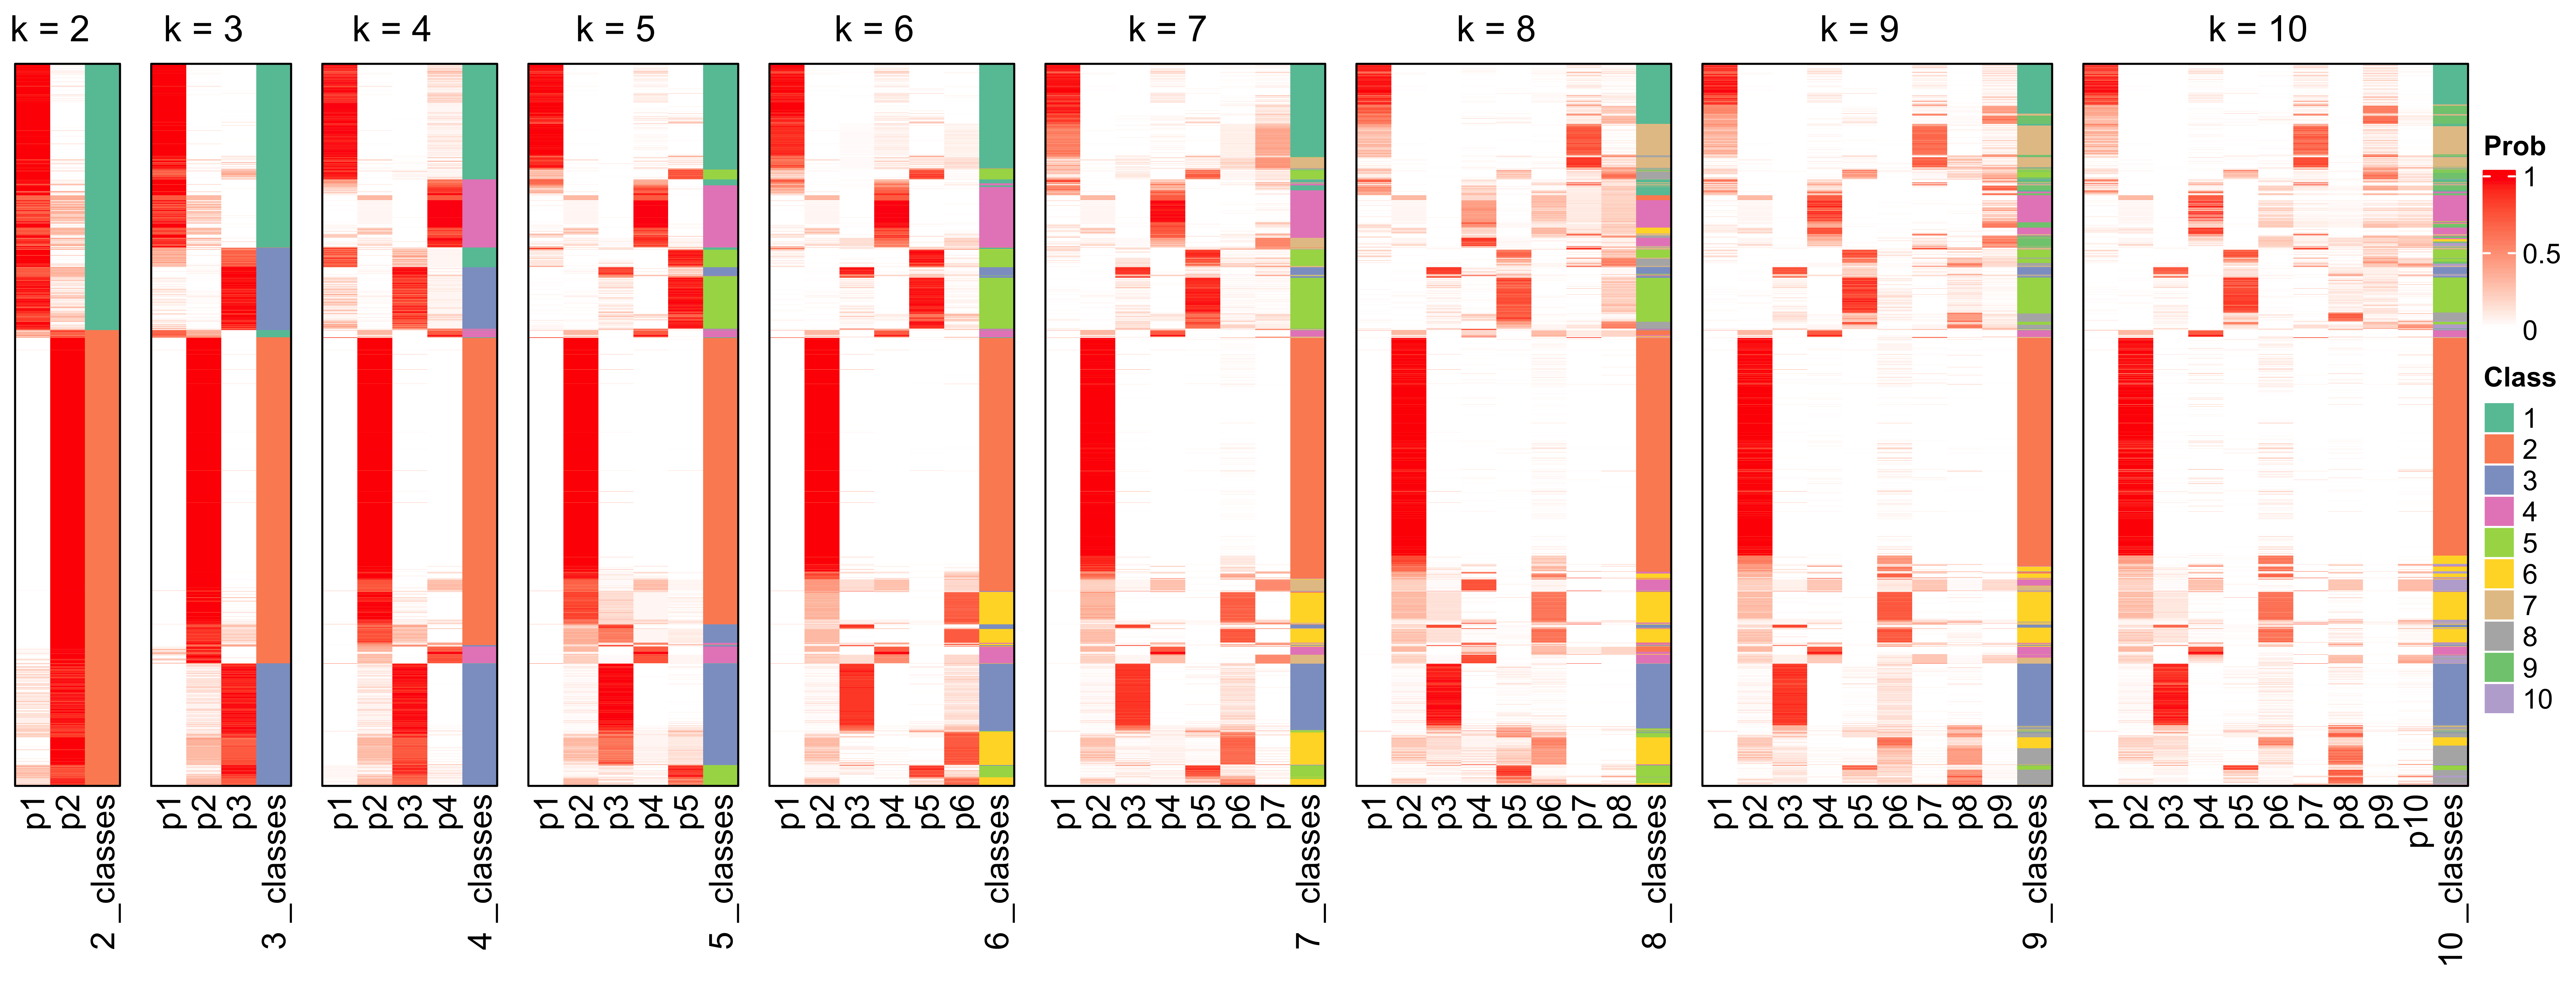 k = 2 k = 3 k = 4 k = 5 k = 6 k = 7 k = 8 k = 9 k = 10
Prob
1
0.5
0
Class
1
2
3
4
5
6
7
8
9
10
p1 p2 2_classes
p1 p2 p3 3_classes
p1 p2 p3 p4 4_classes
p1 p2 p3 p4 p5 5_classes
p1 p2 p3 p4 p5 p6 6_classes
p1 p2 p3 p4 p5 p6 p7 7_classes
p1 p2 p3 p4 p5 p6 p7 p8 8_classes
p1 p2 p3 p4 p5 p6 p7 p8 p9 9_classes
p1 p2 p3 p4 p5 p6 p7 p8 p9 p10 10_classes